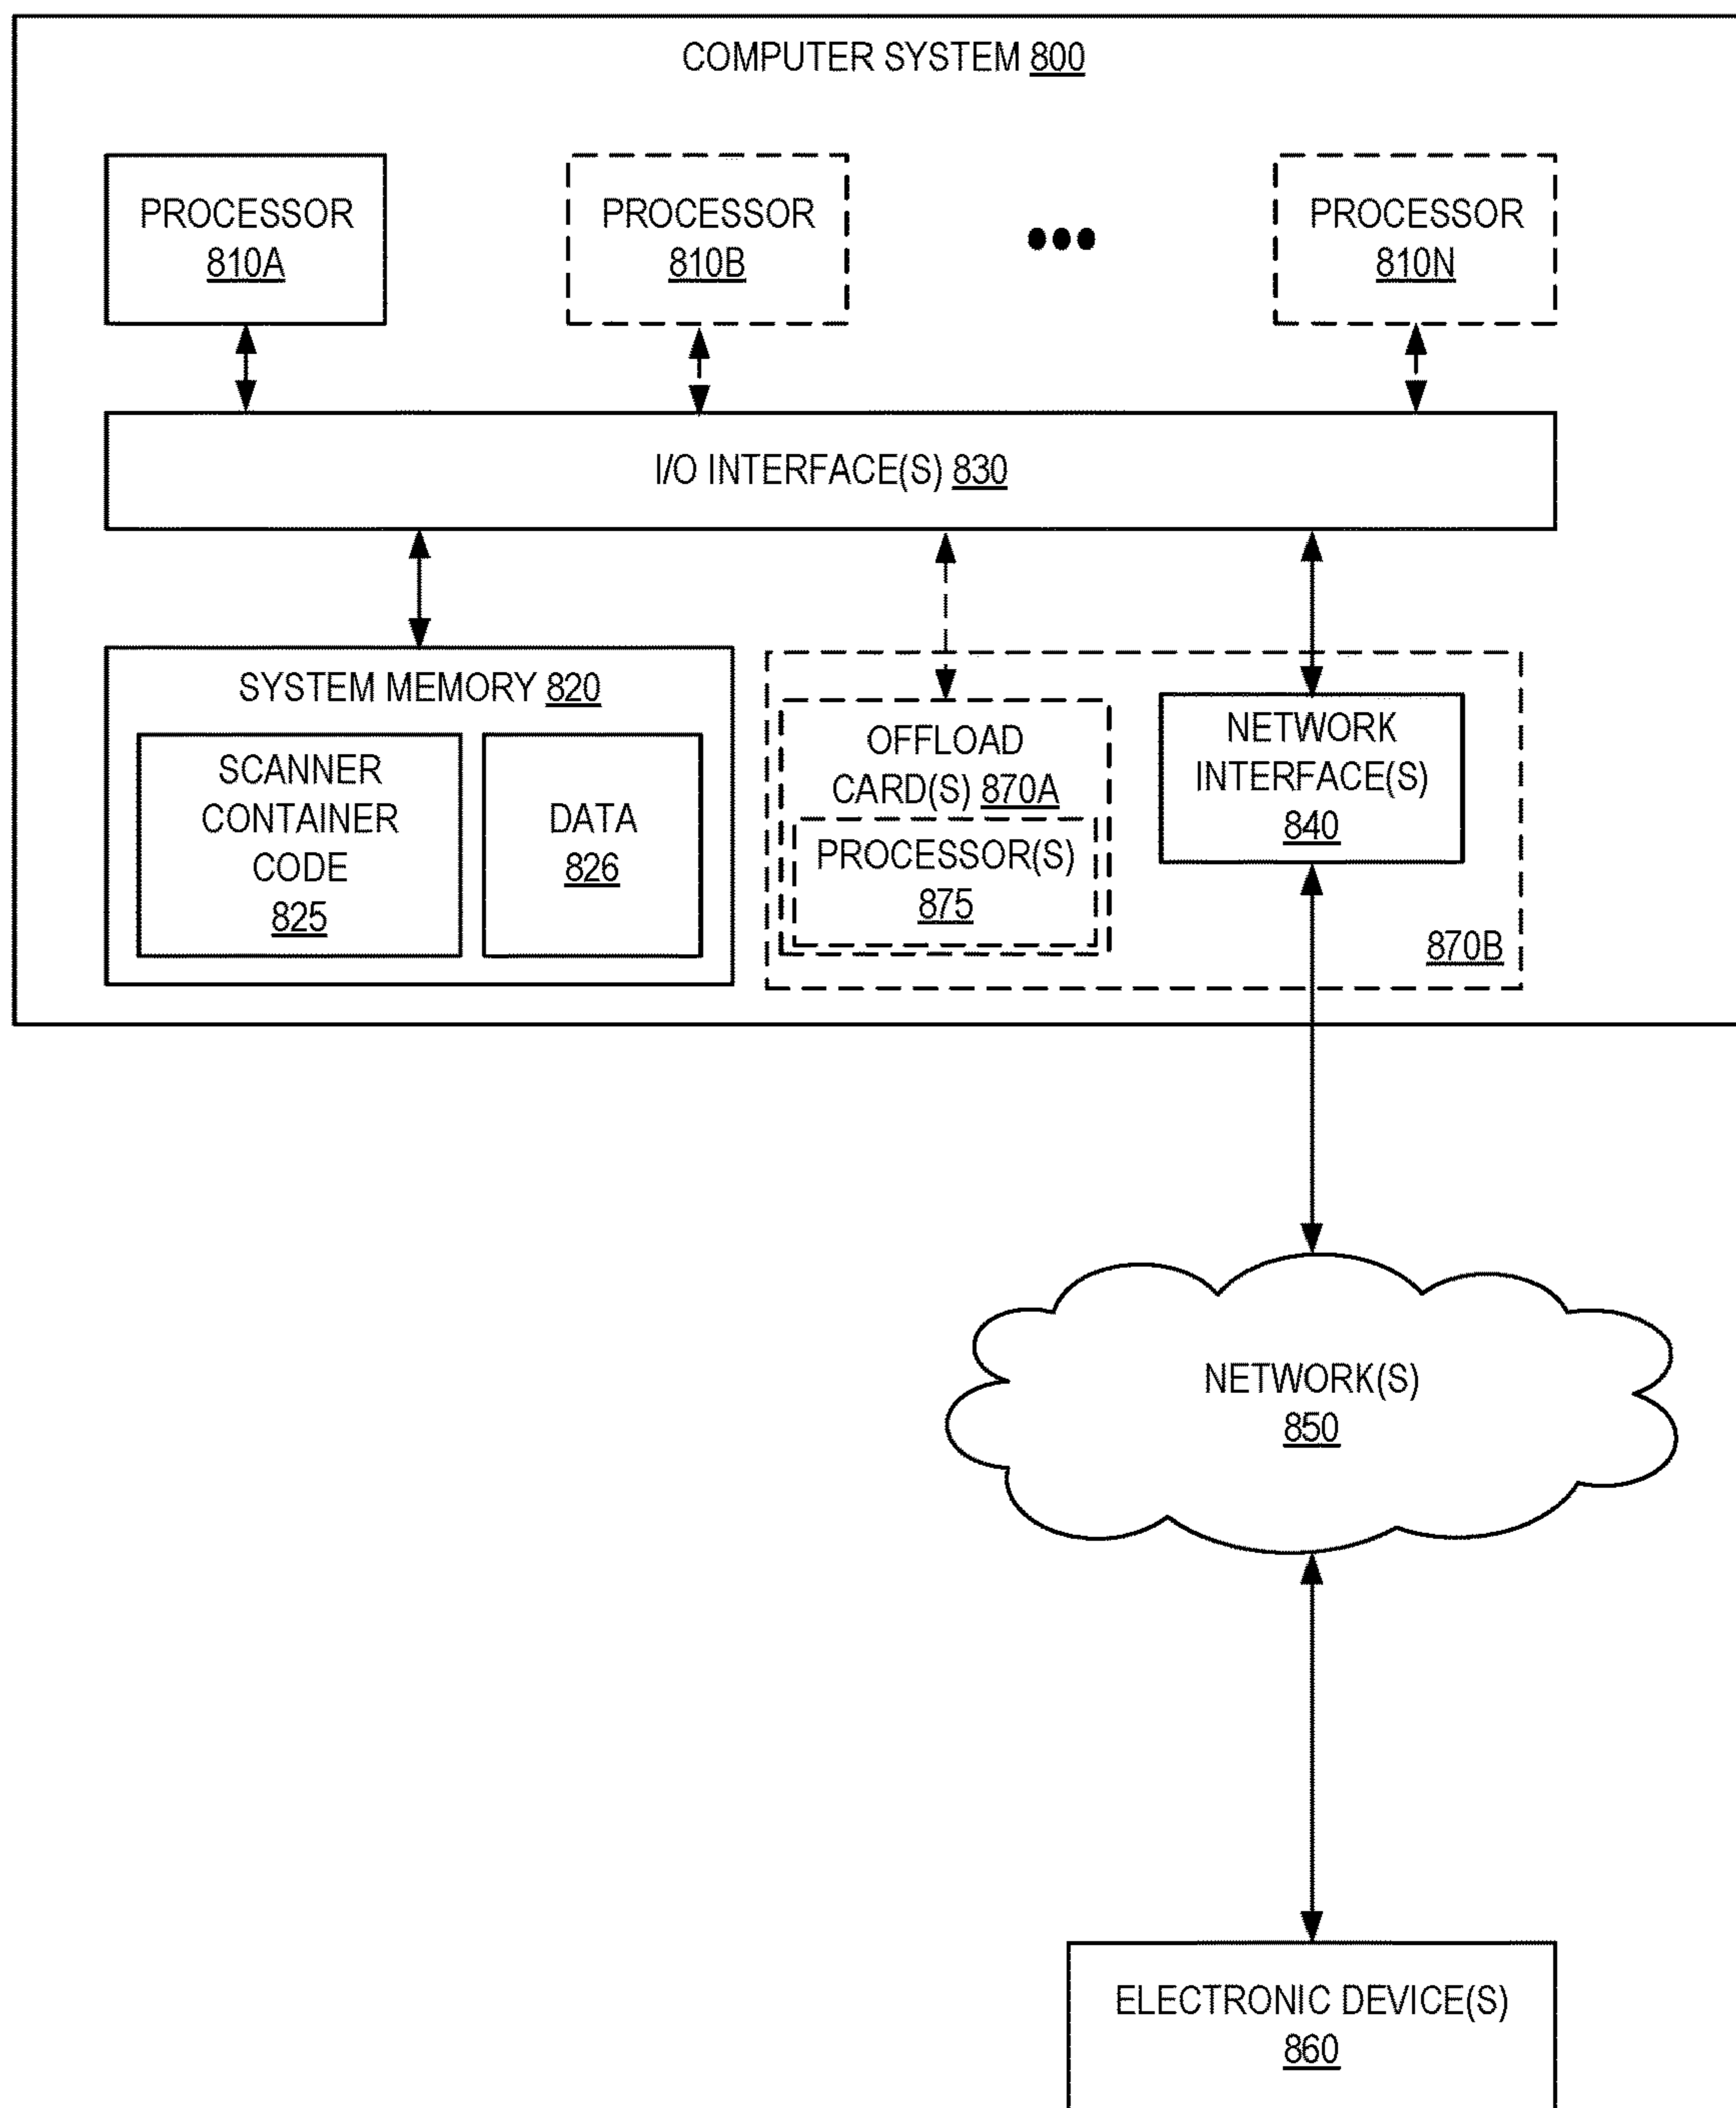 COMPUTER SYSTEM 800
PROCESSOR
810A
PROCESSOR
810B
PROCESSOR
810N
I/O INTERFACE(S) 830
SYSTEM MEMORY 820
SCANNER
CONTAINER
CODE
825
DATA
826
OFFLOAD
CARD(S) 870A
PROCESSOR(S)
875
NETWORK
INTERFACE(S)
840
870B
NETWORK(S)
850
ELECTRONIC DEVICE(S)
860